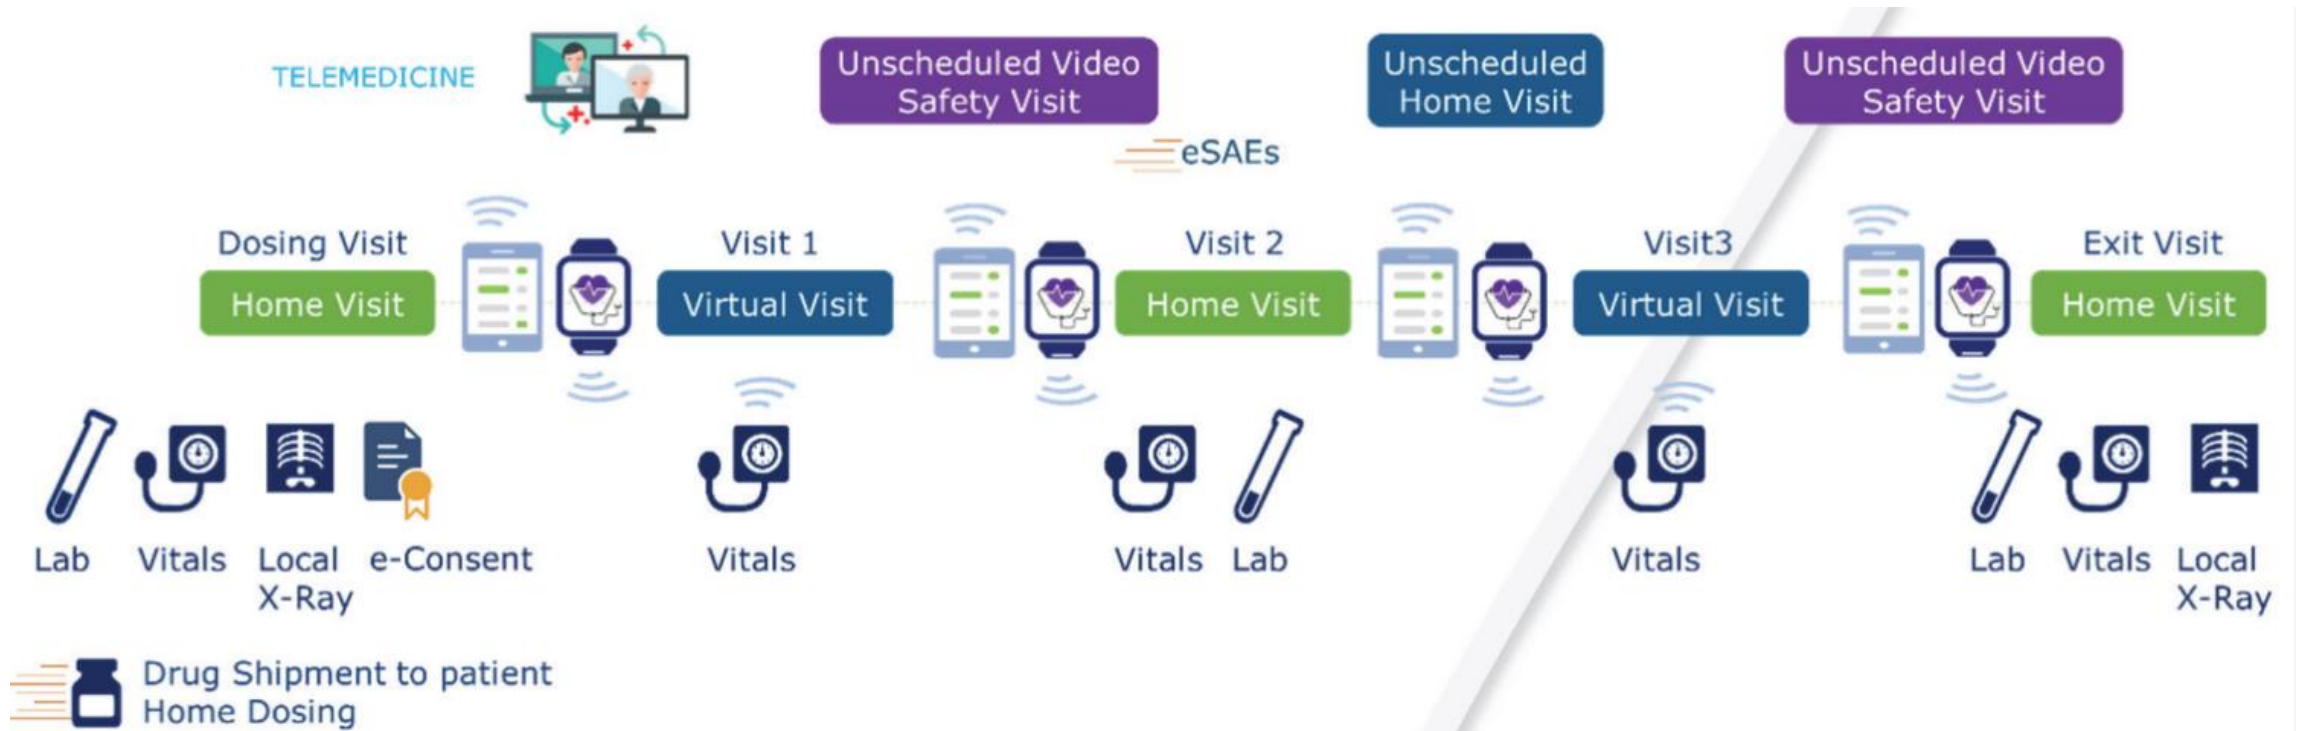 TELEMEDICINE
Unscheduled Video
Safety Visit
Unscheduled
Home Visit
Unscheduled Video
Safety Visit
eSAEs
Dosing Visit
Home Visit
Visit 1
Virtual Visit
Visit 2
Home Visit
Visit3
Virtual Visit
Exit Visit
Home Visit
Lab
Vitals
Local
X-Ray
e-Consent
Vitals
Vitals
Lab
Vitals
Lab
Vitals
Local
X-Ray
Drug Shipment to patient
Home Dosing